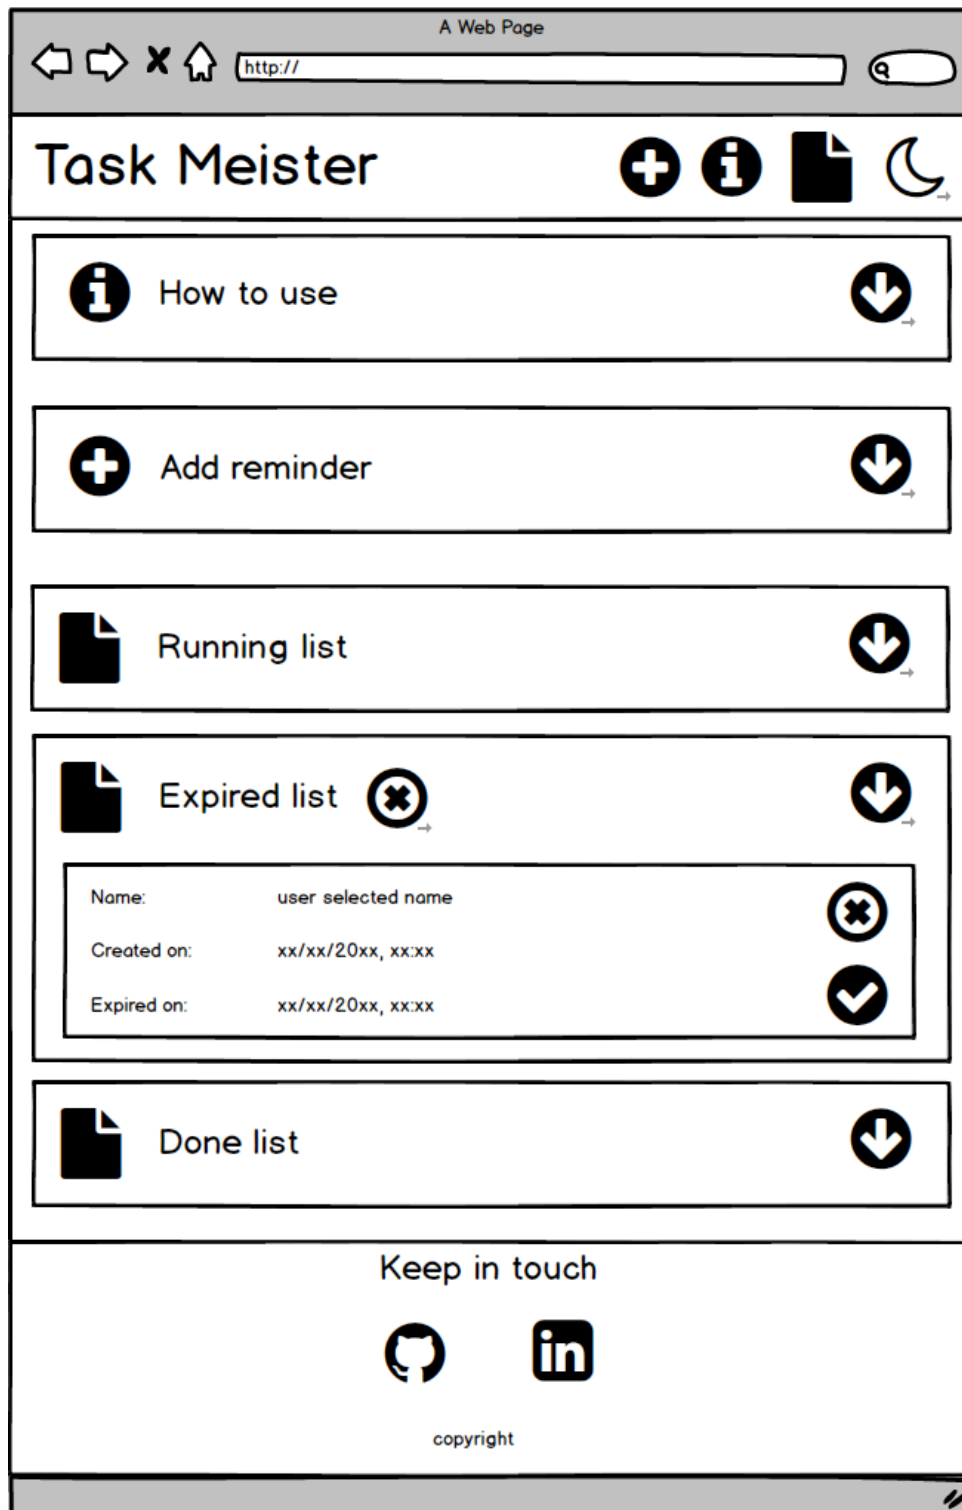 A Web Page
http://
Task Meister
How to use
Add reminder
Running list
Expired list
Name: user selected name
Created on: xx/xx/20xx, xx:xx
Expired on: xx/xx/20xx, xx:xx
Done list
Keep in touch
in
copyright